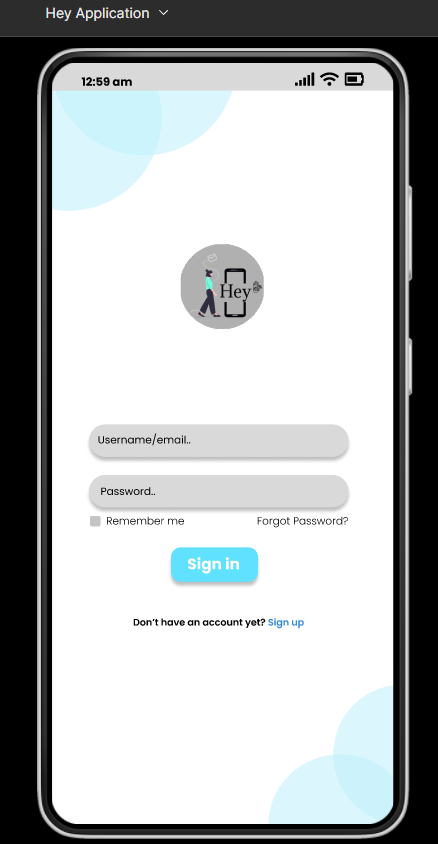 Hey Application
12:59 am
Hey
Username/email..
Password..
Remember me Forgot Password?
Sign in
Don't have an account yet? Sign up